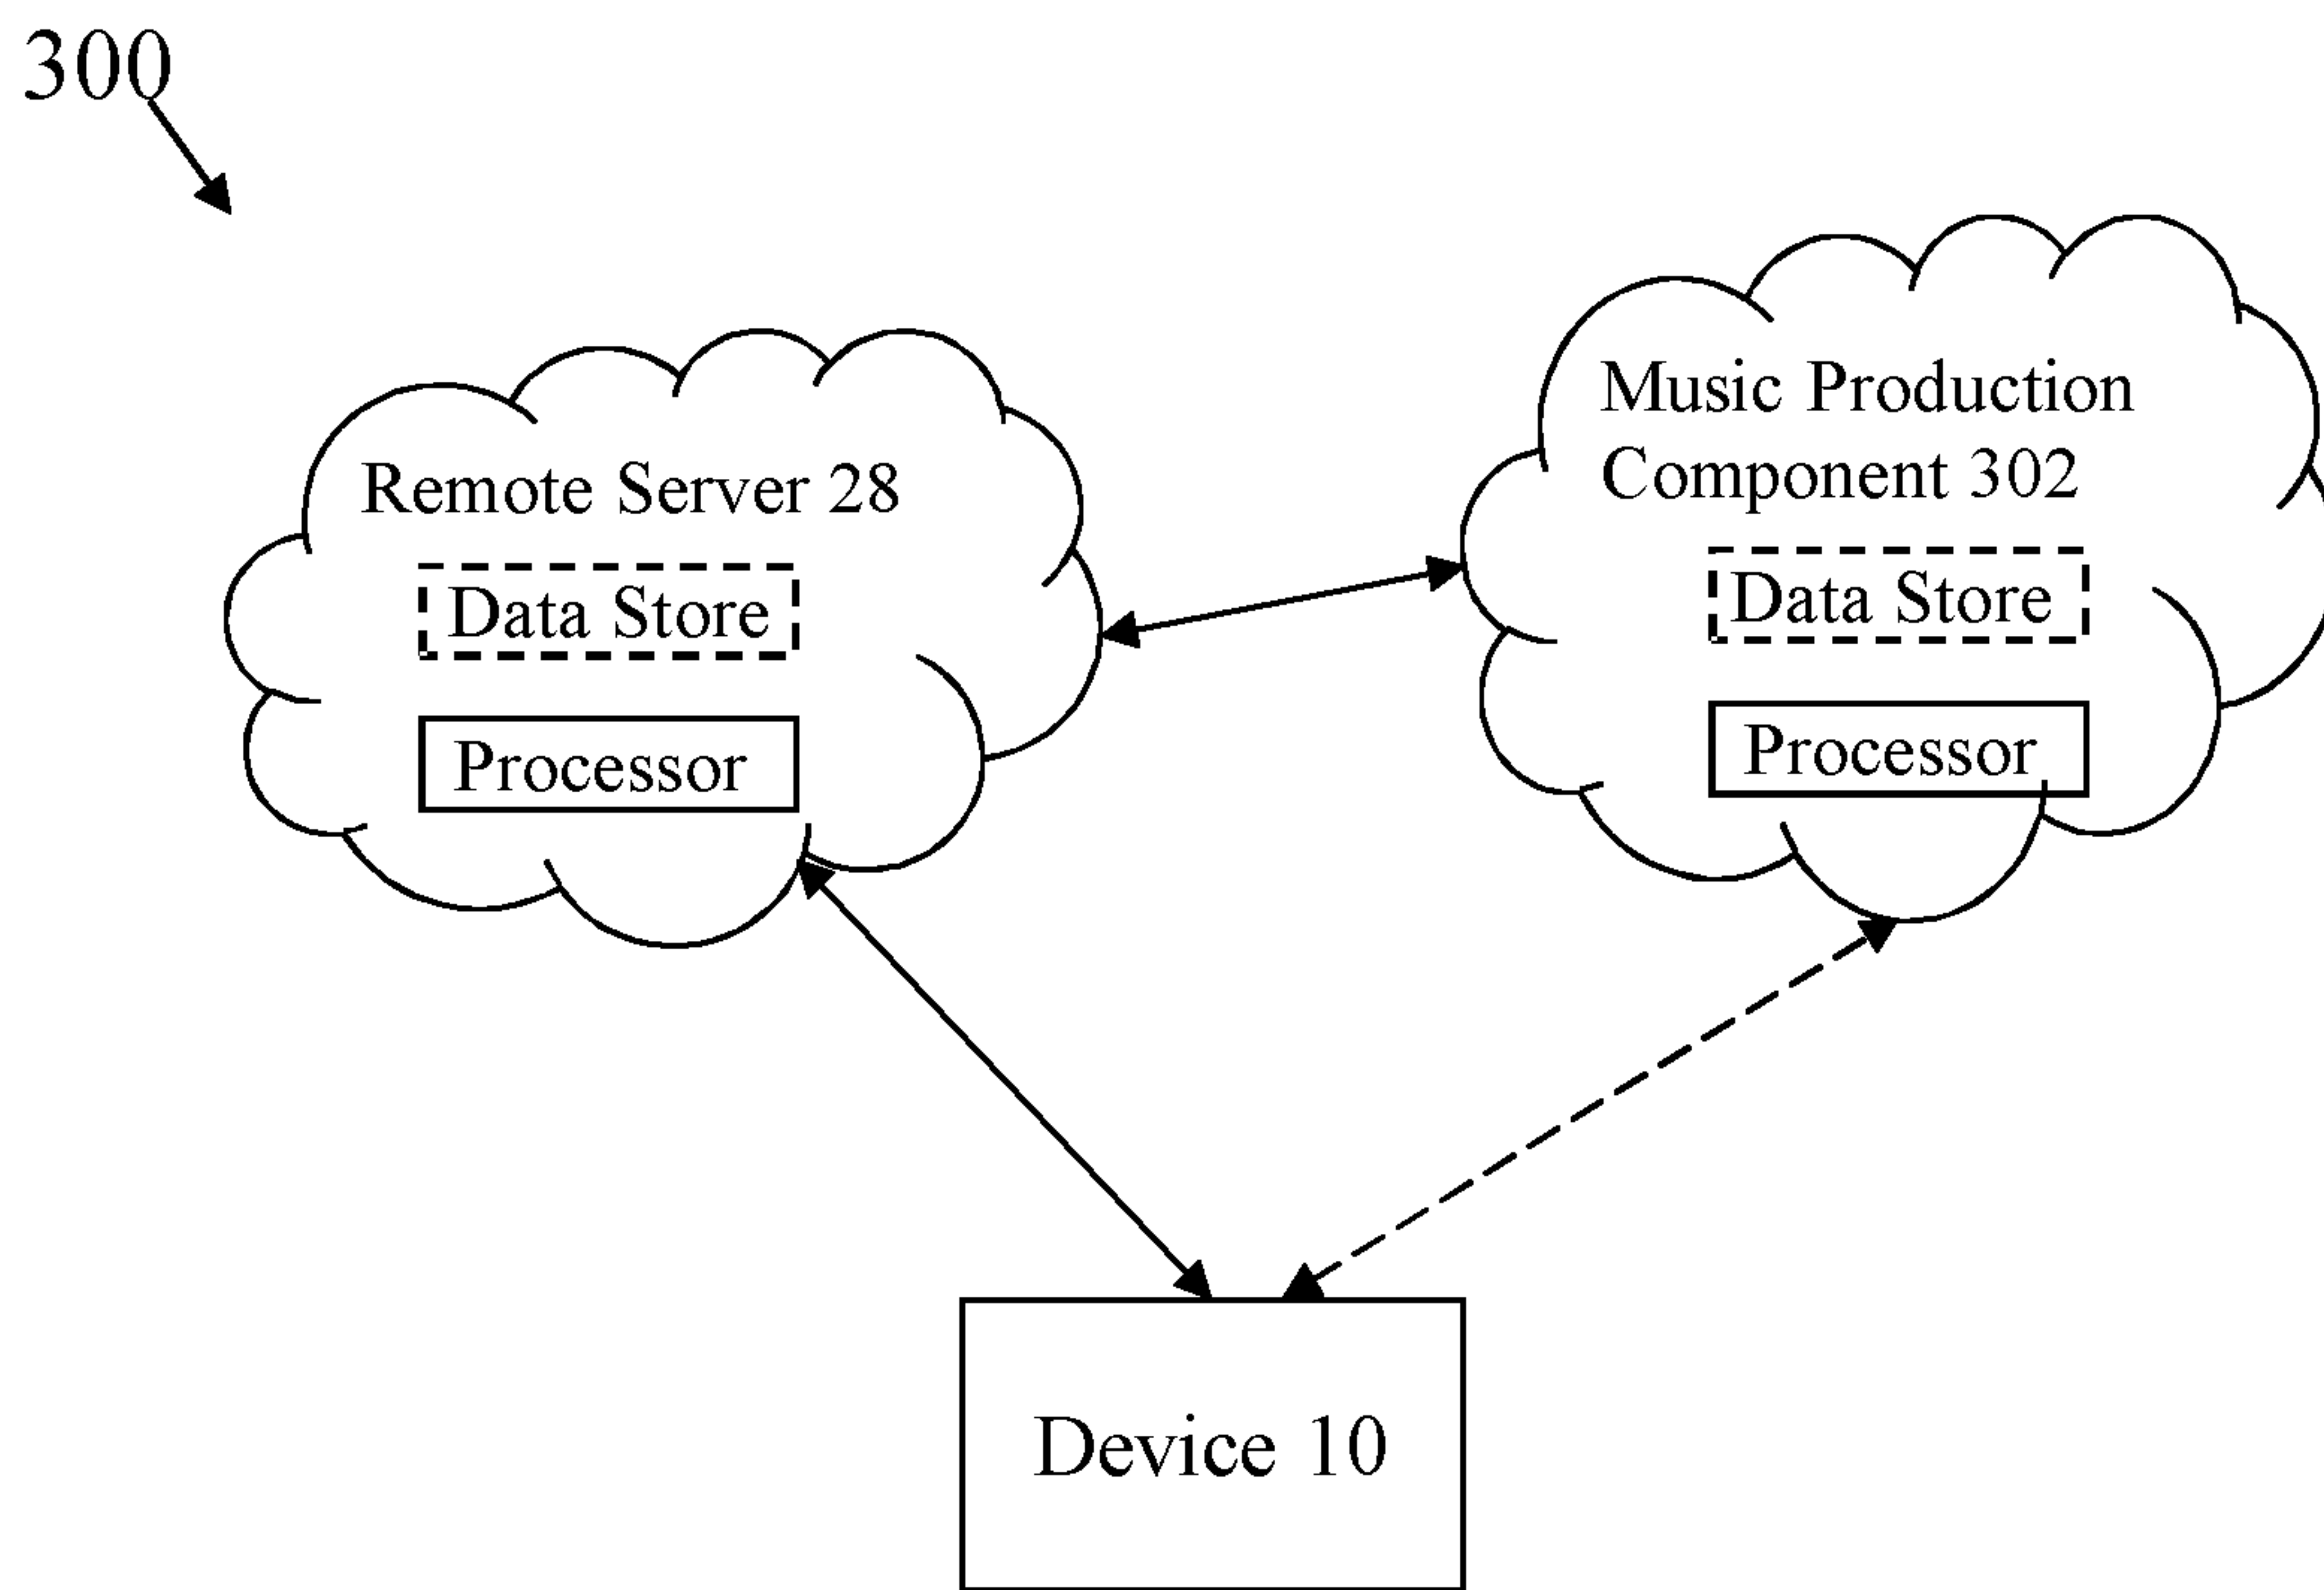 300
Remote Server 28
Data Store
Processor
Music Production
Component 302
Data Store
Processor
Device 10